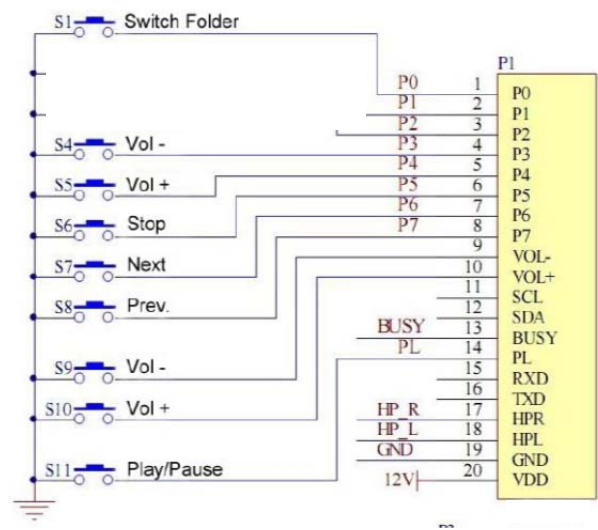 S1 Switch Folder
P1
P0 1 P0
P1 2 P1
P2 3 P2
S4 Vol - P3 4 P3
P4 5 P4
S5 Vol + P5 6 P5
P6 7 P6
S6 Stop P7 8 P7
9 VOL-
S7 Next 10 VOL+
11 SCL
S8 Prev. 12 SDA
BUSY 13 BUSY
PL 14 PL
S9 Vol - 15 RXD
16 TXD
S10 Vol + HP_R 17 HPR
HP_L 18 HPL
GND 19 GND
S11 Play/Pause 12V 20 VDD